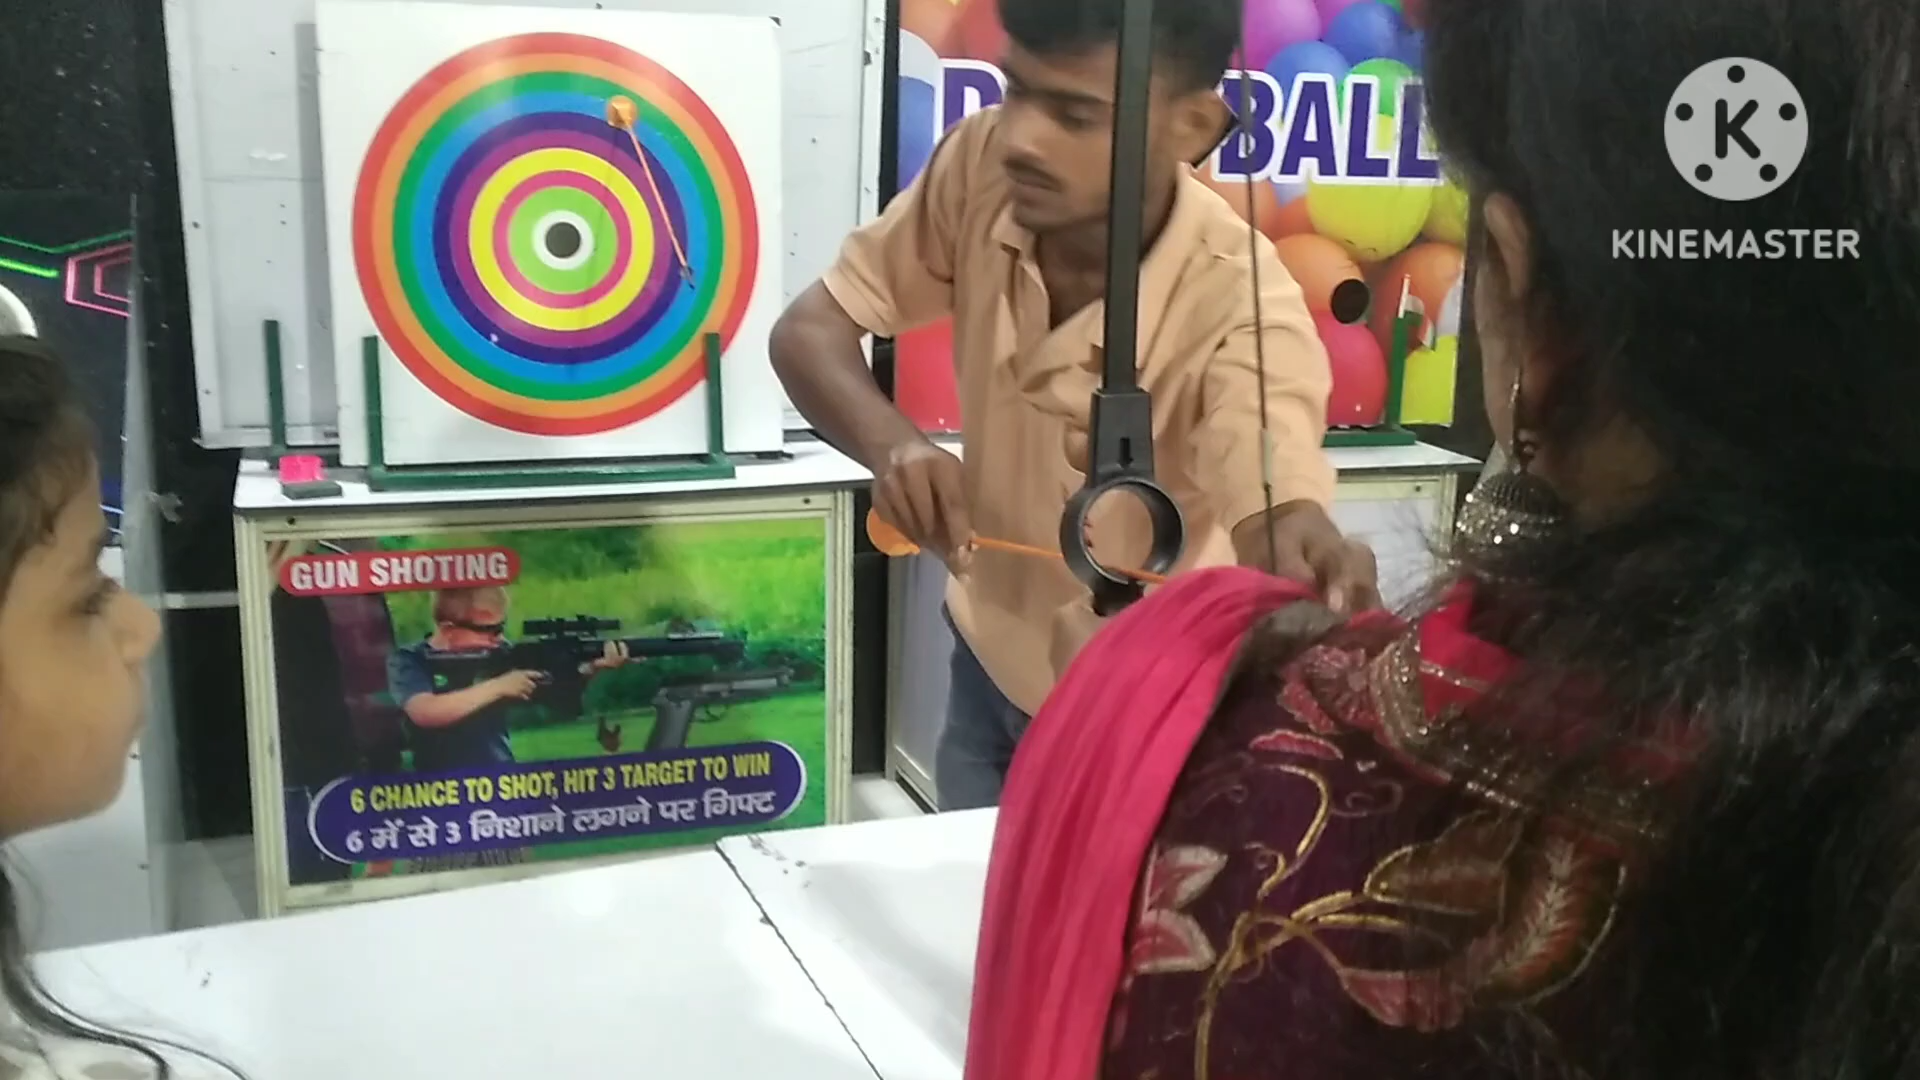 BALL
K
KINEMASTER
GUN SHOTING
6 CHANCE TO SHOT, HIT 3 TARGET TO WIN
6 में से 3 निशाने लगने पर गिफ्ट